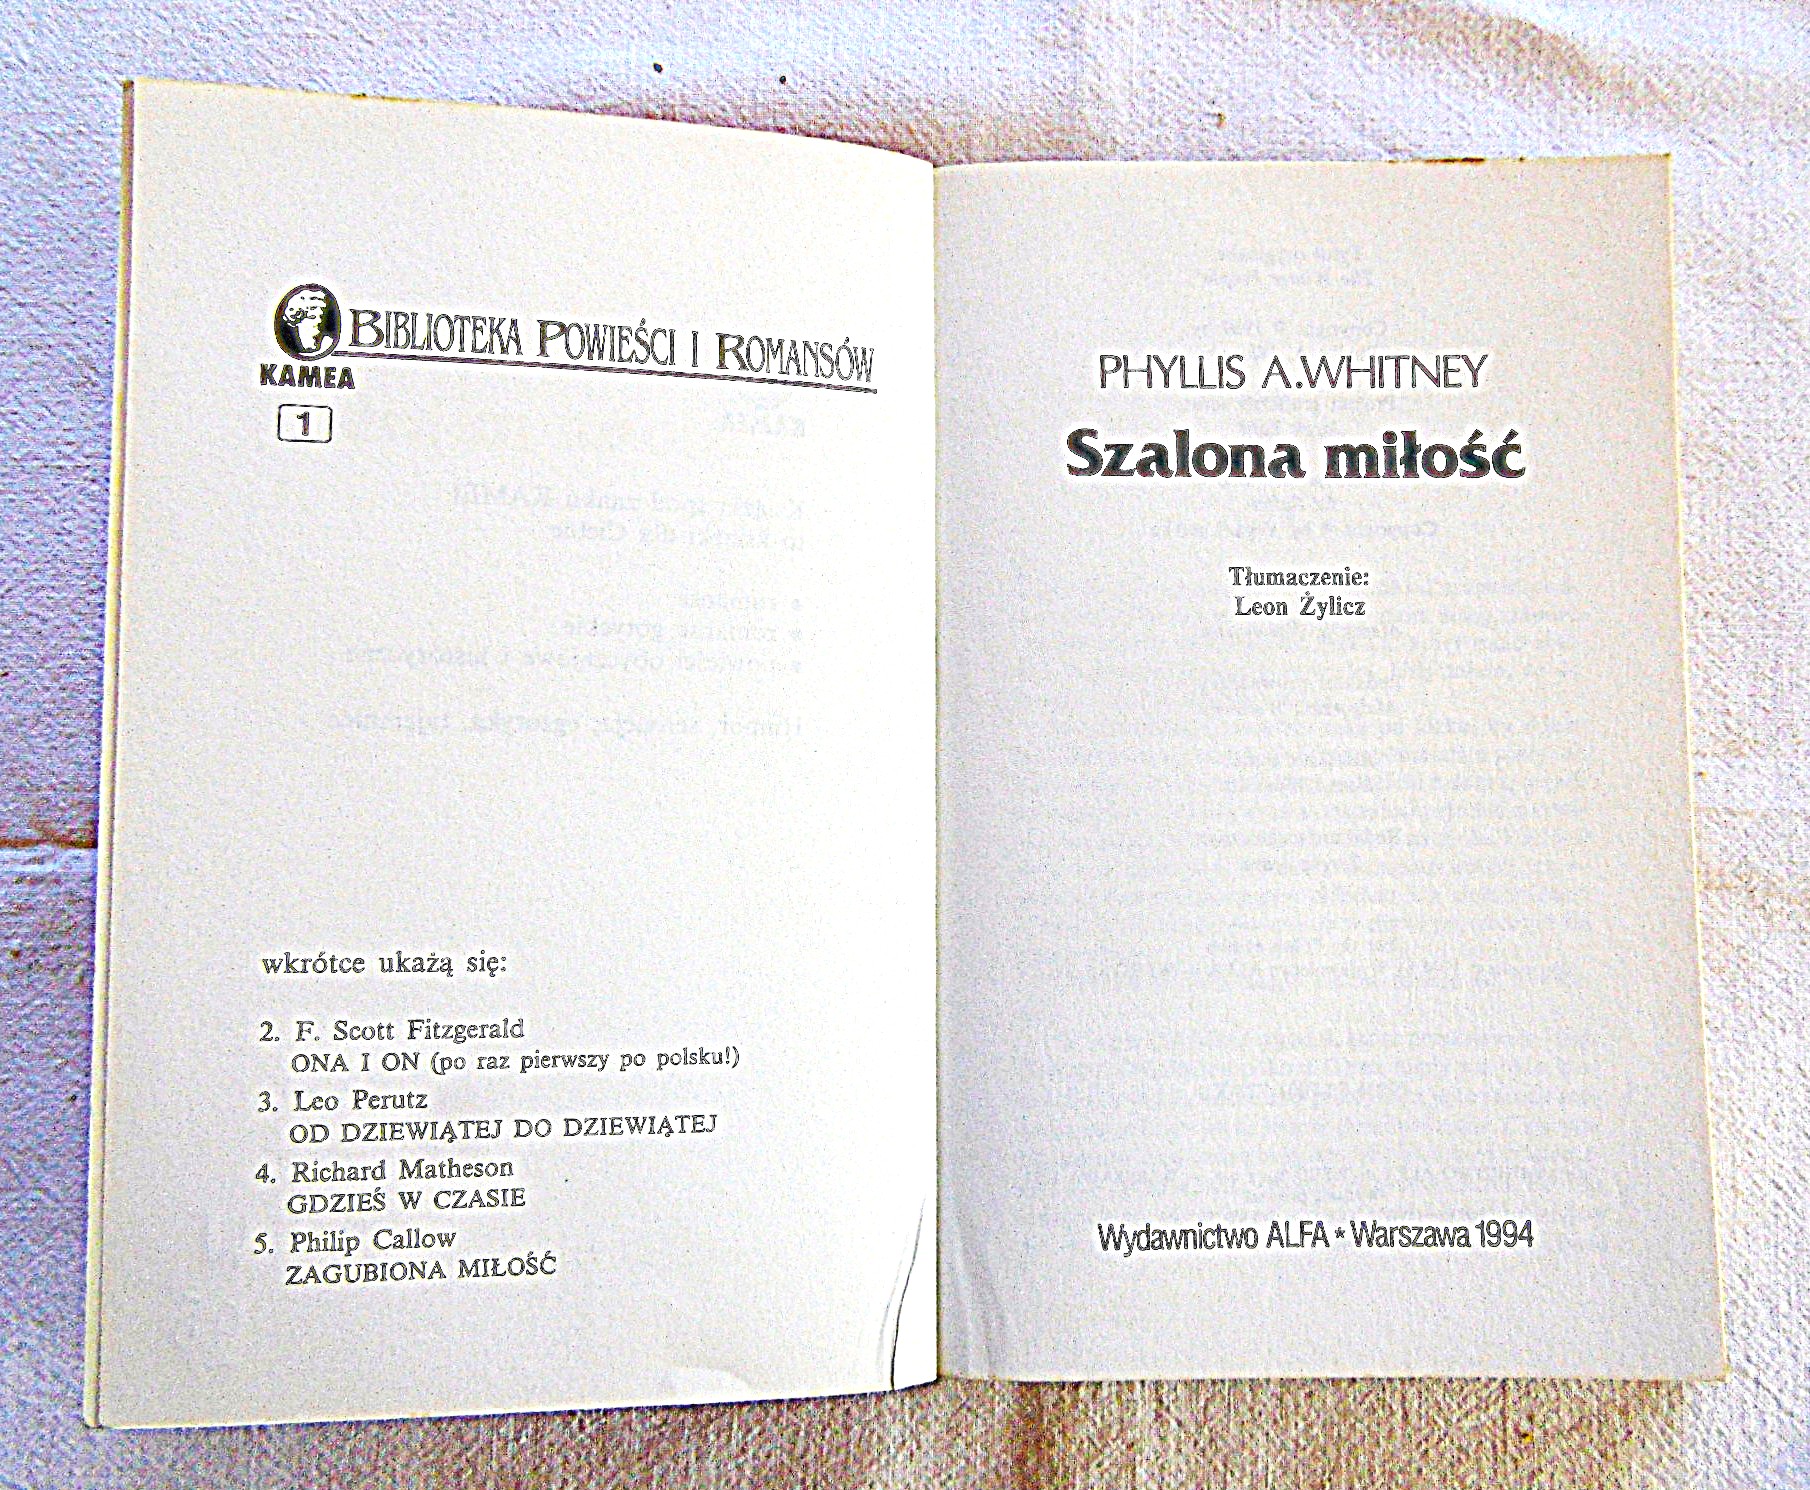 BIBLIOTEKA POWIEŚCI I ROMANSÓW
KAMEA
1
wkrótce ukażą się:
2. F. Scott Fitzgerald
ONA I ON (po raz pierwszy po polsku!)
3. Leo Perutz
OD DZIEWIĄTEJ DO DZIEWIĄTEJ
4. Richard Matheson
GDZIEŚ W CZASIE
5. Philip Callow
ZAGUBIONA MIŁOŚĆ
PHYLLIS A. WHITNEY
Szalona miłość
Tłumaczenie:
Leon Żylicz
Wydawnictwo ALFA * Warszawa 1994